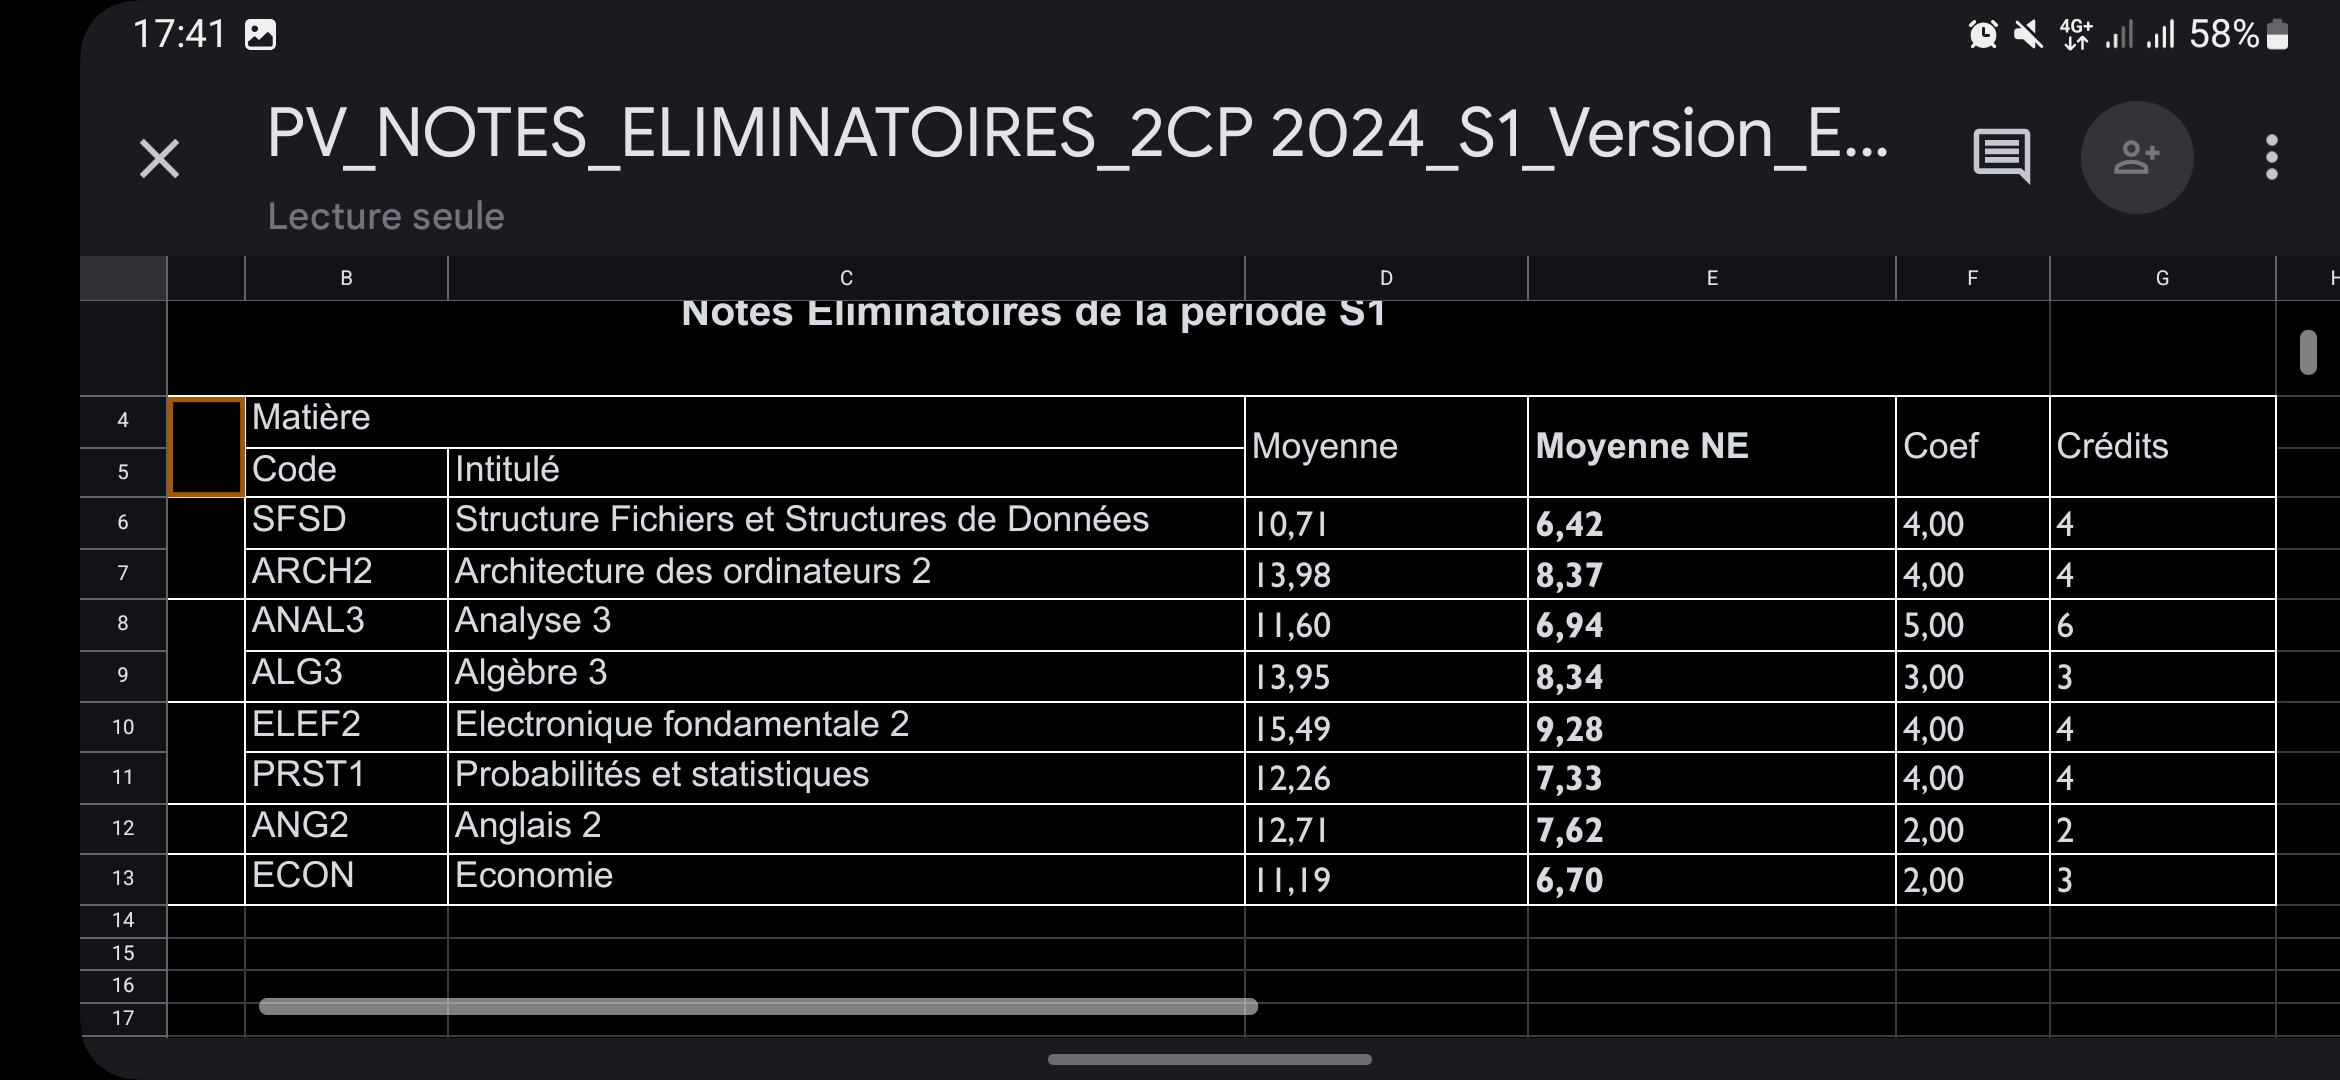 17:41 4G+ 58%
PV_NOTES_ELIMINATOIRES_2CP 2024_S1_Version_E...
Lecture seule
B C D E F G H
Notes Eliminatoires de la période S1
4 Matière Moyenne Moyenne NE Coef Crédits
5 Code Intitulé
6 SFSD Structure Fichiers et Structures de Données 10,71 6,42 4,00 4
7 ARCH2 Architecture des ordinateurs 2 13,98 8,37 4,00 4
8 ANAL3 Analyse 3 11,60 6,94 5,00 6
9 ALG3 Algèbre 3 13,95 8,34 3,00 3
10 ELEF2 Electronique fondamentale 2 15,49 9,28 4,00 4
11 PRST1 Probabilités et statistiques 12,26 7,33 4,00 4
12 ANG2 Anglais 2 12,71 7,62 2,00 2
13 ECON Economie 11,19 6,70 2,00 3
14
15
16
17